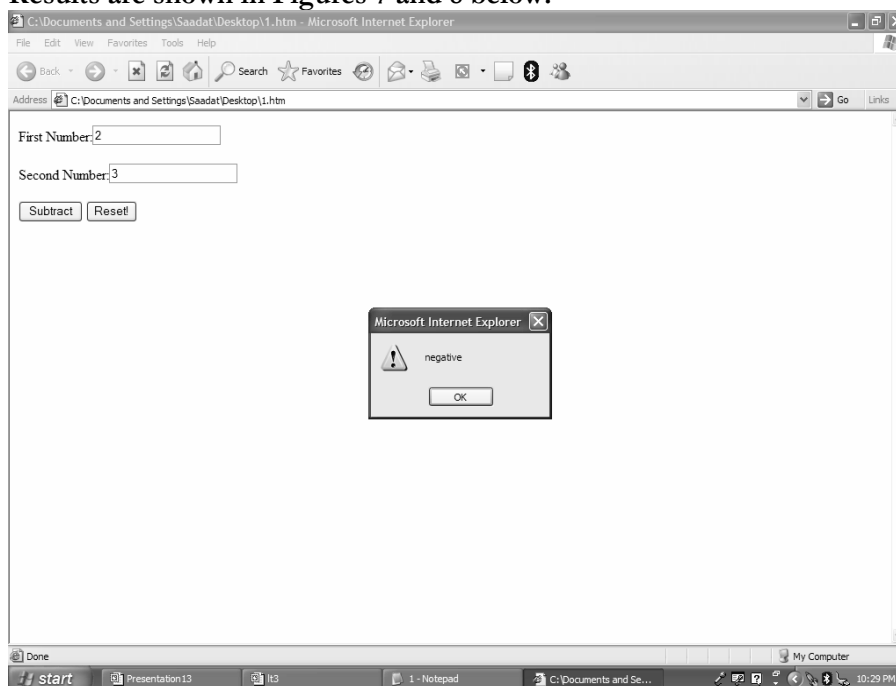 Results are shown in Figures 7 and 8 below:
C:\Documents and Settings\Saadat\Desktop\1.htm - Microsoft Internet Explorer
File Edit View Favorites Tools Help
Back Search Favorites
Address C:\Documents and Settings\Saadat\Desktop\1.htm Go Links
First Number:2
Second Number:3
Subtract Reset!
Microsoft Internet Explorer
negative
OK
Done My Computer
start Presentation13 lt3 1 - Notepad C:\Documents and Se... 10:29 PM